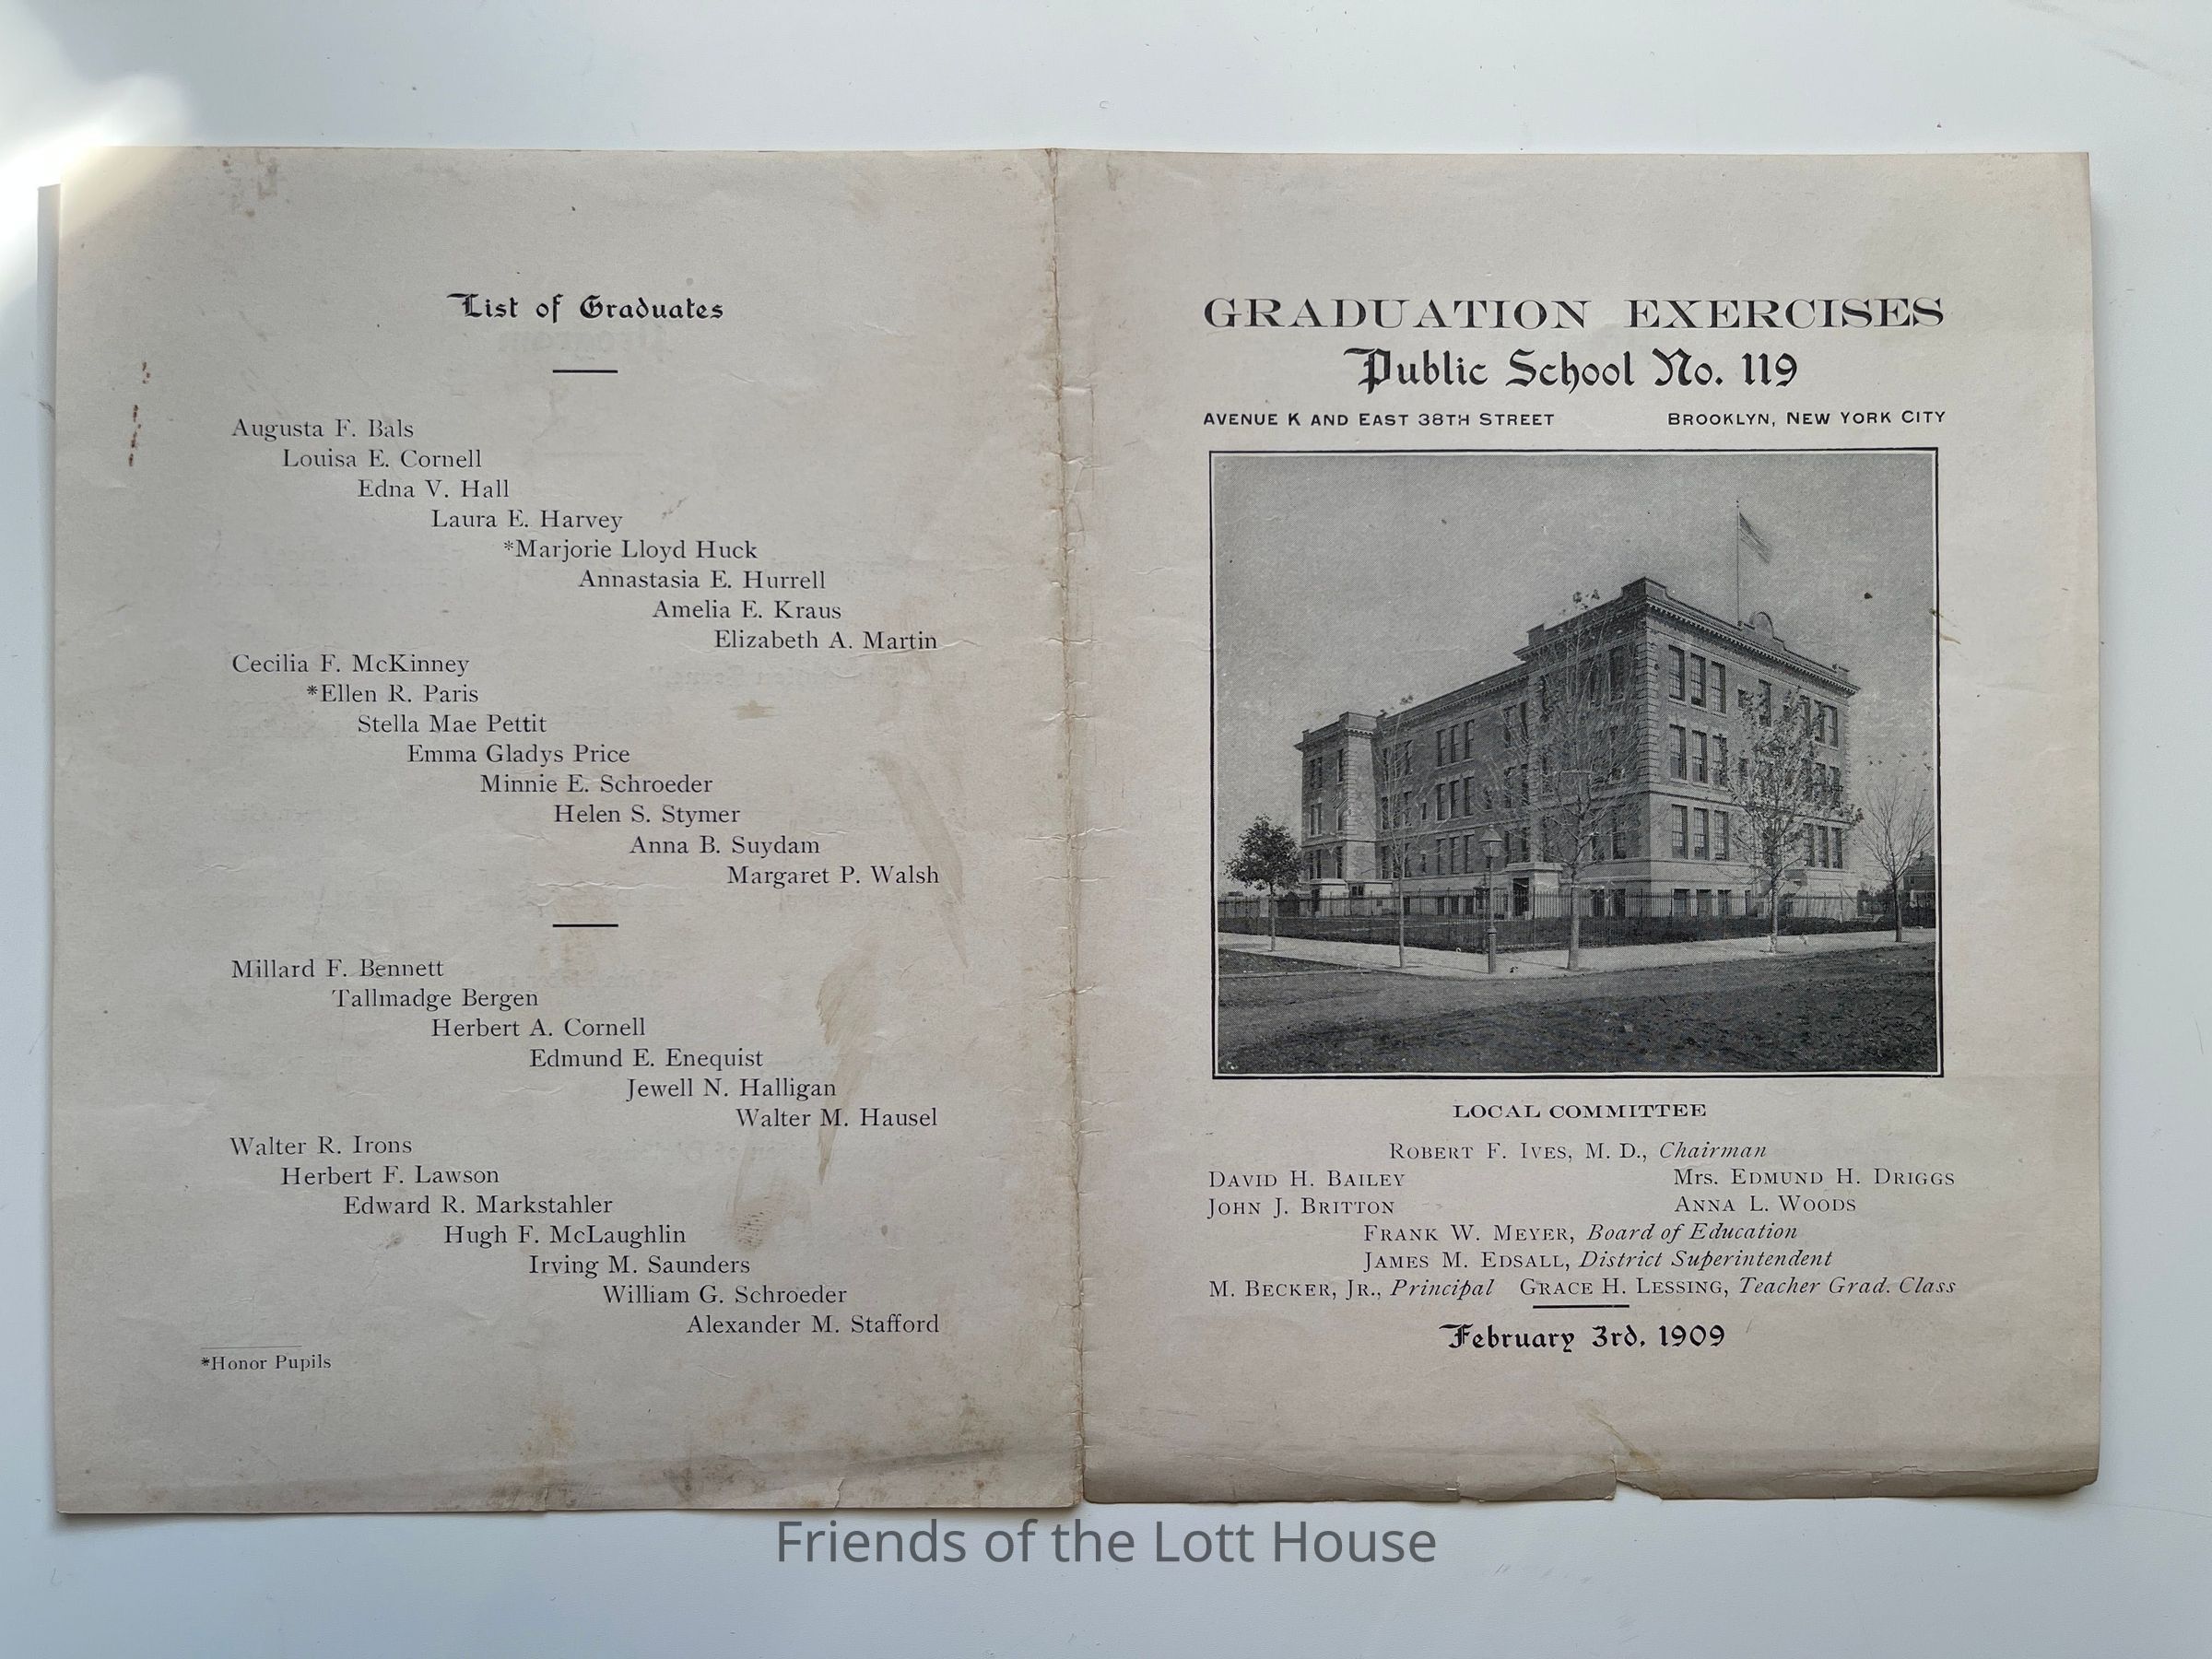 List of Graduates
Augusta F. Bals
Louisa E. Cornell
Edna V. Hall
Laura E. Harvey
*Marjorie Lloyd Huck
Annastasia E. Hurrell
Amelia E. Kraus
Elizabeth A. Martin
Cecilia F. McKinney
*Ellen R. Paris
Stella Mae Pettit
Emma Gladys Price
Minnie E. Schroeder
Helen S. Stymer
Anna B. Suydam
Margaret P. Walsh
Millard F. Bennett
Tallmadge Bergen
Herbert A. Cornell
Edmund E. Enequist
Jewell N. Halligan
Walter M. Hausel
Walter R. Irons
Herbert F. Lawson
Edward R. Markstahler
Hugh F. McLaughlin
Irving M. Saunders
William G. Schroeder
Alexander M. Stafford
*Honor Pupils
GRADUATION EXERCISES
Public School No. 119
AVENUE K AND EAST 38TH STREET BROOKLYN, NEW YORK CITY
LOCAL COMMITTEE
ROBERT F. IVES, M. D., Chairman
DAVID H. BAILEY Mrs. EDMUND H. DRIGGS
JOHN J. BRITTON ANNA L. WOODS
FRANK W. MEYER, Board of Education
JAMES M. EDSALL, District Superintendent
M. BECKER, JR., Principal GRACE H. LESSING, Teacher Grad. Class
February 3rd, 1909
Friends of the Lott House